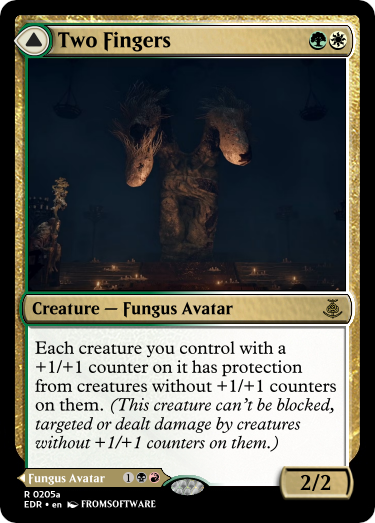 Two Fingers
Creature — Fungus Avatar
Each creature you control with a
+1/+1 counter on it has protection
from creatures without +1/+1 counters
on them. (This creature can't be blocked,
targeted or dealt damage by creatures
without +1/+1 counters on them.)
Fungus Avatar 1
2/2
R 0205a
EDR • en FROMSOFTWARE